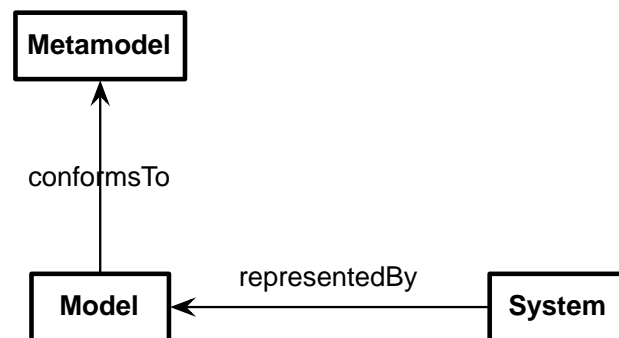 Metamodel
conformsTo
representedBy
Model
System